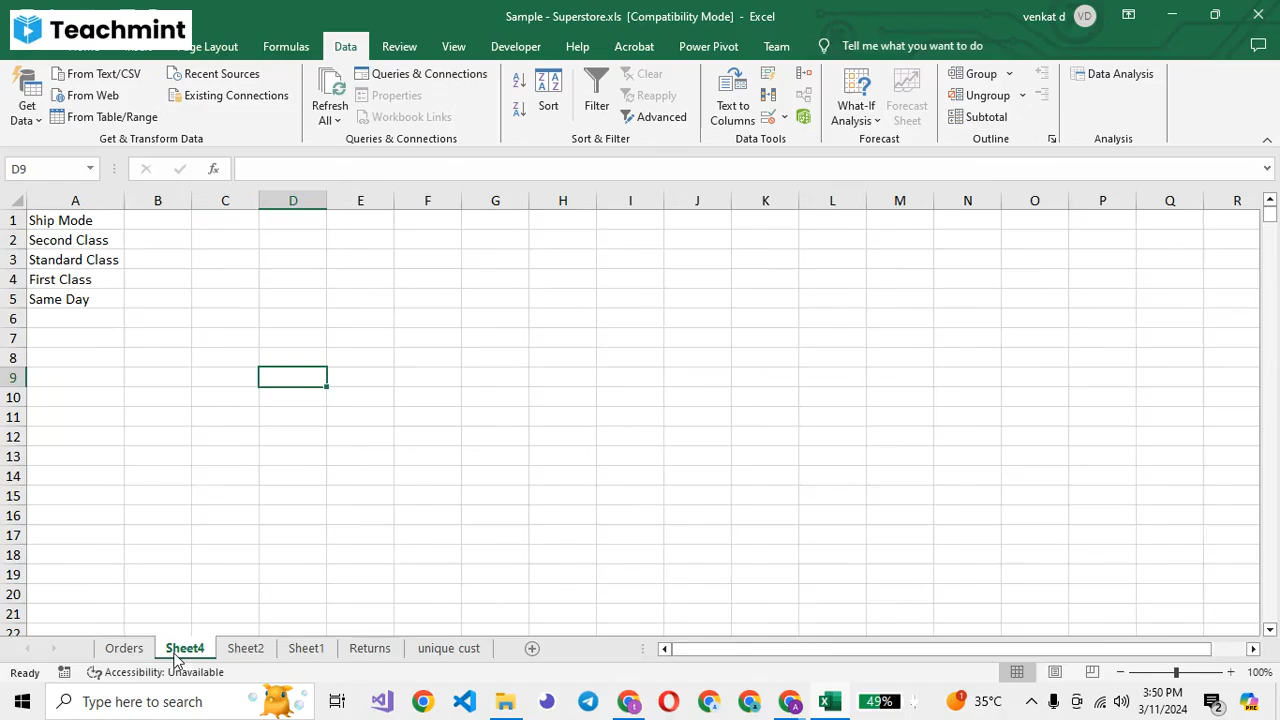 Teachmint
Sample - Superstore.xls [Compatibility Mode] - Excel
venkat d VD
Page Layout Formulas Data Review View Developer Help Acrobat Power Pivot Team Tell me what you want to do
Get Data
From Text/CSV
From Web
From Table/Range
Recent Sources
Existing Connections
Get & Transform Data
Refresh All
Queries & Connections
Properties
Workbook Links
Queries & Connections
Sort
Filter
Clear
Reapply
Advanced
Sort & Filter
Text to Columns
Data Tools
What-If Analysis
Forecast Sheet
Forecast
Group
Ungroup
Subtotal
Outline
Data Analysis
Analysis
D9 fx
A B C D E F G H I J K L M N O P Q R
1 Ship Mode
2 Second Class
3 Standard Class
4 First Class
5 Same Day
6
7
8
9
10
11
12
13
14
15
16
17
18
19
20
21
22
Orders Sheet4 Sheet2 Sheet1 Returns unique cust
Ready Accessibility: Unavailable 100%
Type here to search
49%
35°C
3:50 PM
3/11/2024
2